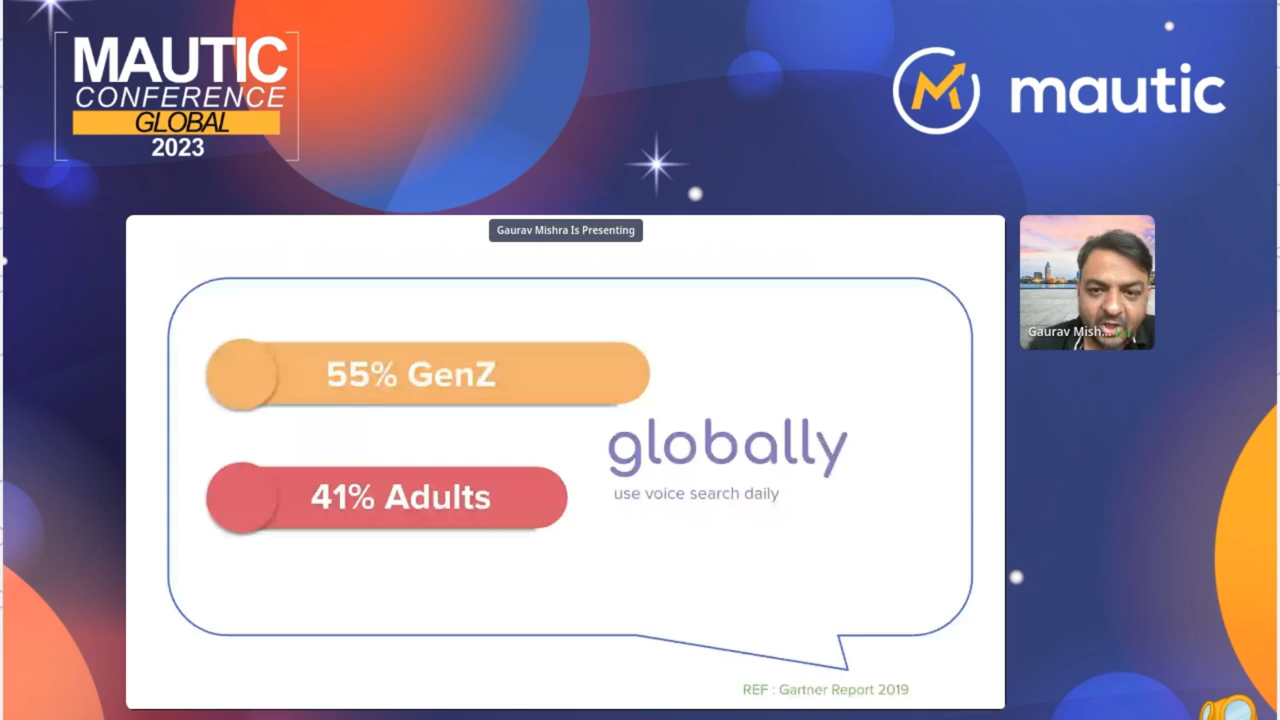 MAUTIC
CONFERENCE
GLOBAL
2023
mautic
Gaurav Mishra Is Presenting
55% GenZ
globally
use voice search daily
41% Adults
Gaurav Mish...
REF : Gartner Report 2019